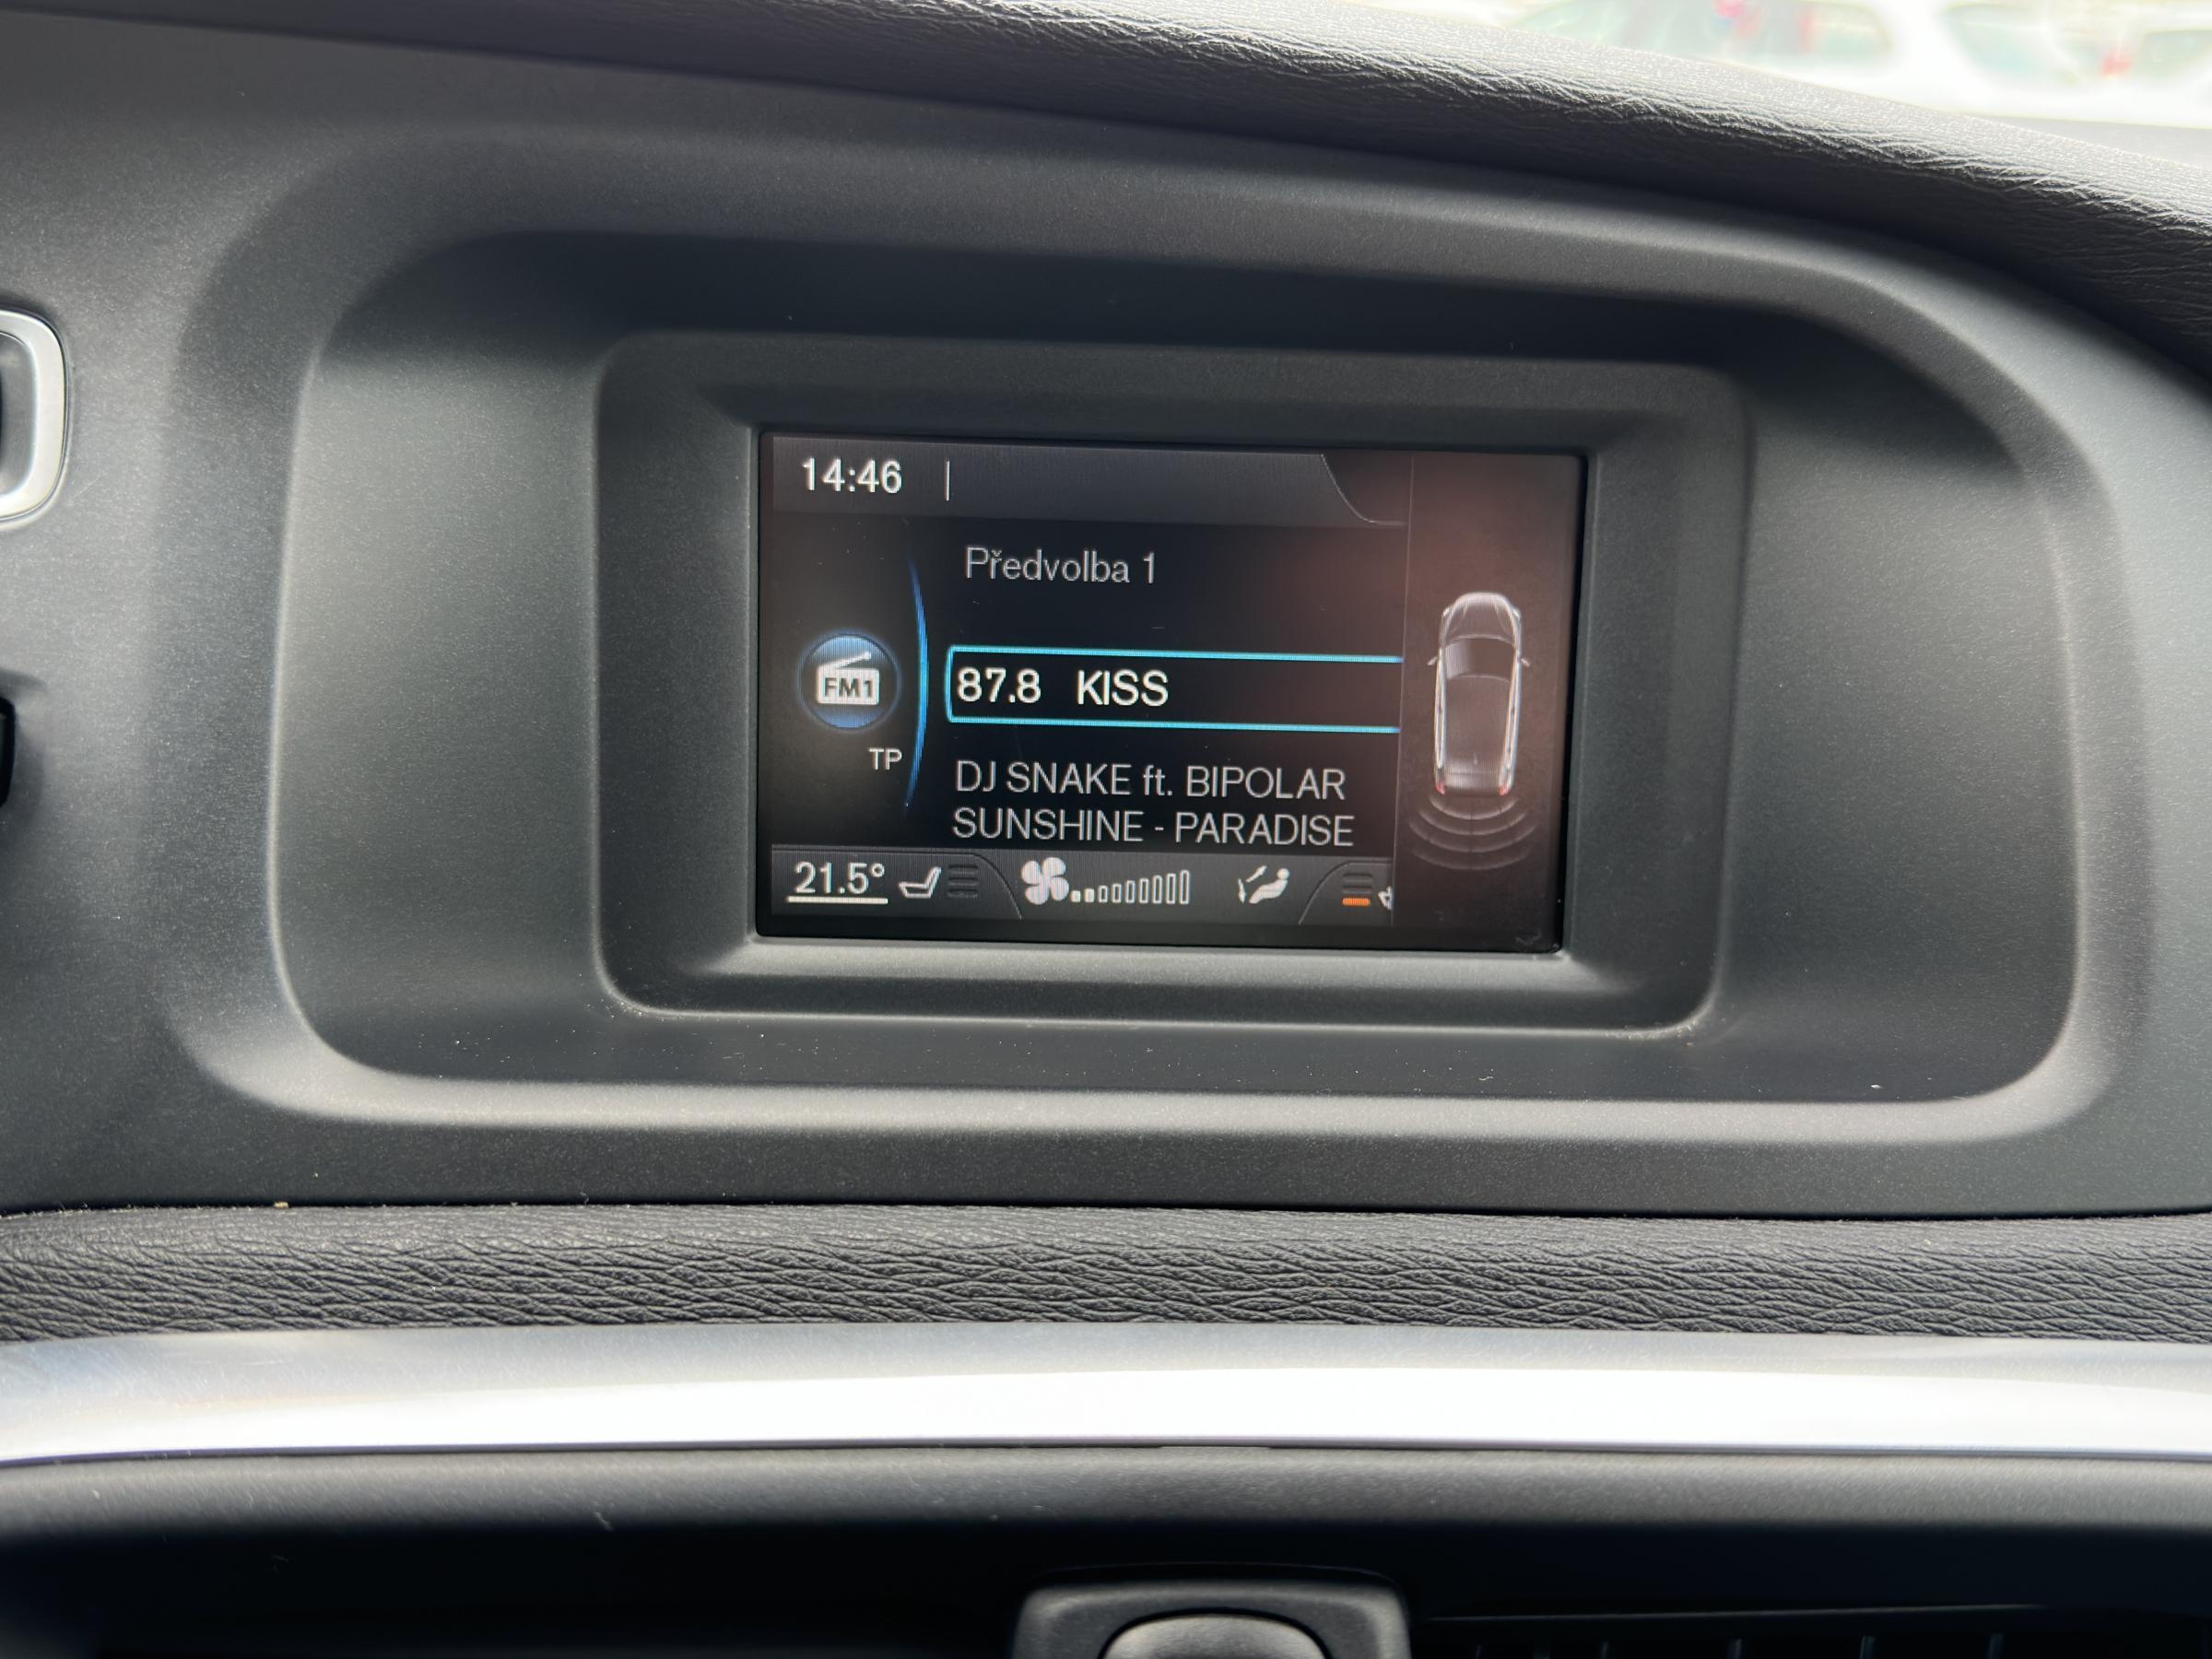 14:46
Předvolba 1
FM1
87.8 KISS
TP
DJ SNAKE ft. BIPOLAR
SUNSHINE - PARADISE
21.5°